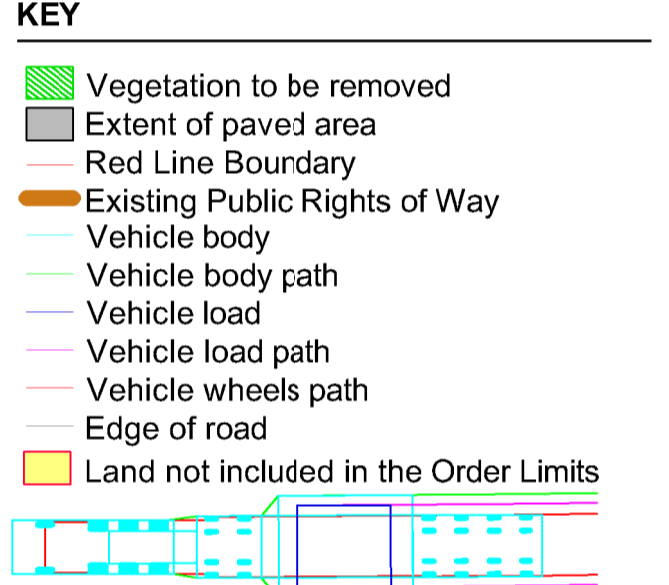 KEY
Vegetation to be removed
Extent of paved area
Red Line Boundary
Existing Public Rights of Way
Vehicle body
Vehicle body path
Vehicle load
Vehicle load path
Vehicle wheels path
Edge of road
Land not included in the Order Limits